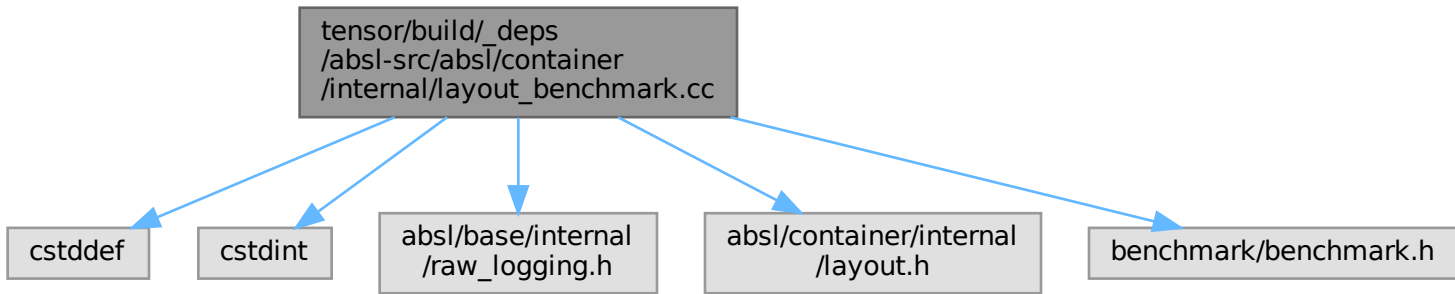 tensor/build/_deps
/absl-src/absl/container
/internal/layout_benchmark.cc
cstddef
cstdint
absl/base/internal
/raw_logging.h
absl/container/internal
/layout.h
benchmark/benchmark.h